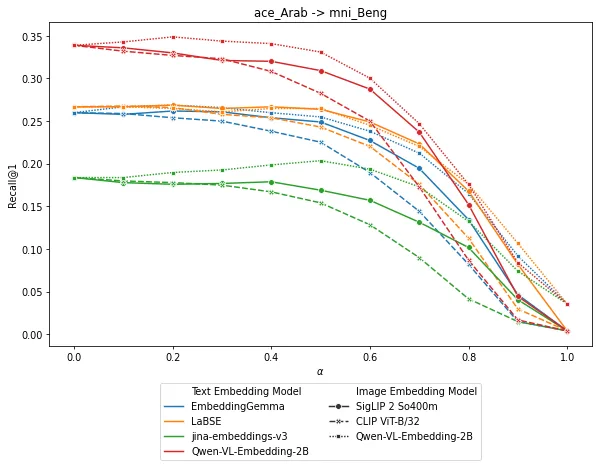 ace_Arab -> mni_Beng
0.35
0.30
0.25
0.20
0.15
0.10
0.05
0.00
Recall@1
0.0 0.2 0.4 0.6 0.8 1.0
α
Text Embedding Model Image Embedding Model
EmbeddingGemma SigLIP 2 So400m
LaBSE CLIP ViT-B/32
jina-embeddings-v3 Qwen-VL-Embedding-2B
Qwen-VL-Embedding-2B